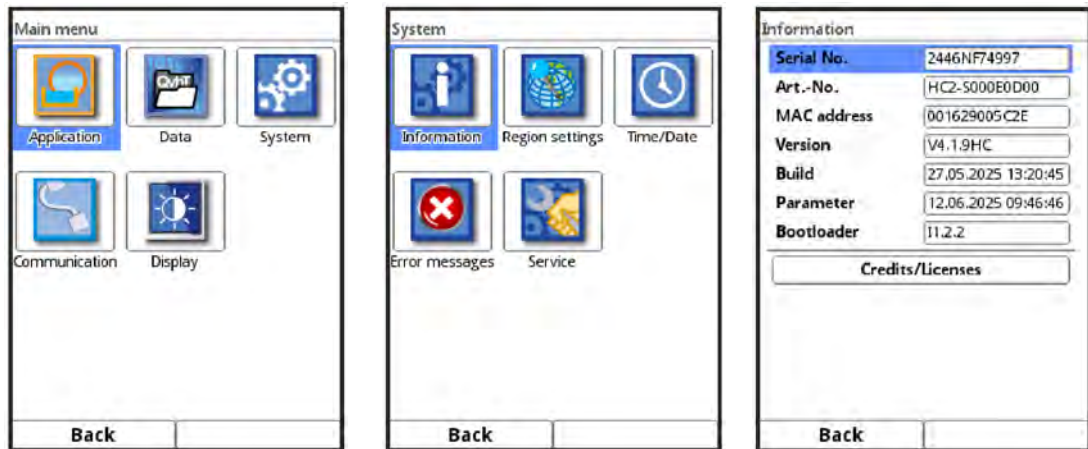 Main menu
Application
Data
System
Communication
Display
Back
System
Information
Region settings
Time/Date
Error messages
Service
Back
Information
Serial No. 2446NF74997
Art.-No. HC2-S000E0D00
MAC address 001629005C2E
Version V4.1.9HC
Build 27.05.2025 13:20:45
Parameter 12.06.2025 09:46:46
Bootloader I1.2.2
Credits/Licenses
Back